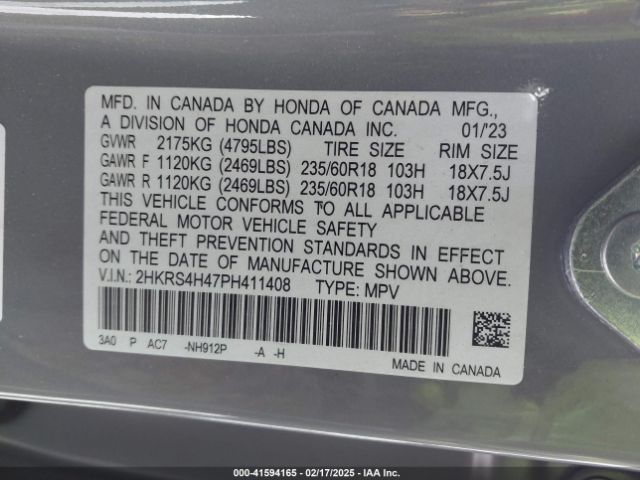 MFD. IN CANADA BY HONDA OF CANADA MFG.,
A DIVISION OF HONDA CANADA INC. 01/'23
GVWR 2175KG (4795LBS) TIRE SIZE RIM SIZE
GAWR F 1120KG (2469LBS) 235/60R18 103H 18X7.5J
GAWR R 1120KG (2469LBS) 235/60R18 103H 18X7.5J
THIS VEHICLE CONFORMS TO ALL APPLICABLE
FEDERAL MOTOR VEHICLE SAFETY
AND THEFT PREVENTION STANDARDS IN EFFECT
ON THE DATE OF MANUFACTURE SHOWN ABOVE.
V.I.N.: 2HKRS4H47PH411408 TYPE: MPV
3A0 P AC7 -NH912P -A -H
MADE IN CANADA
000-41594165 - 02/17/2025 - IAA Inc.